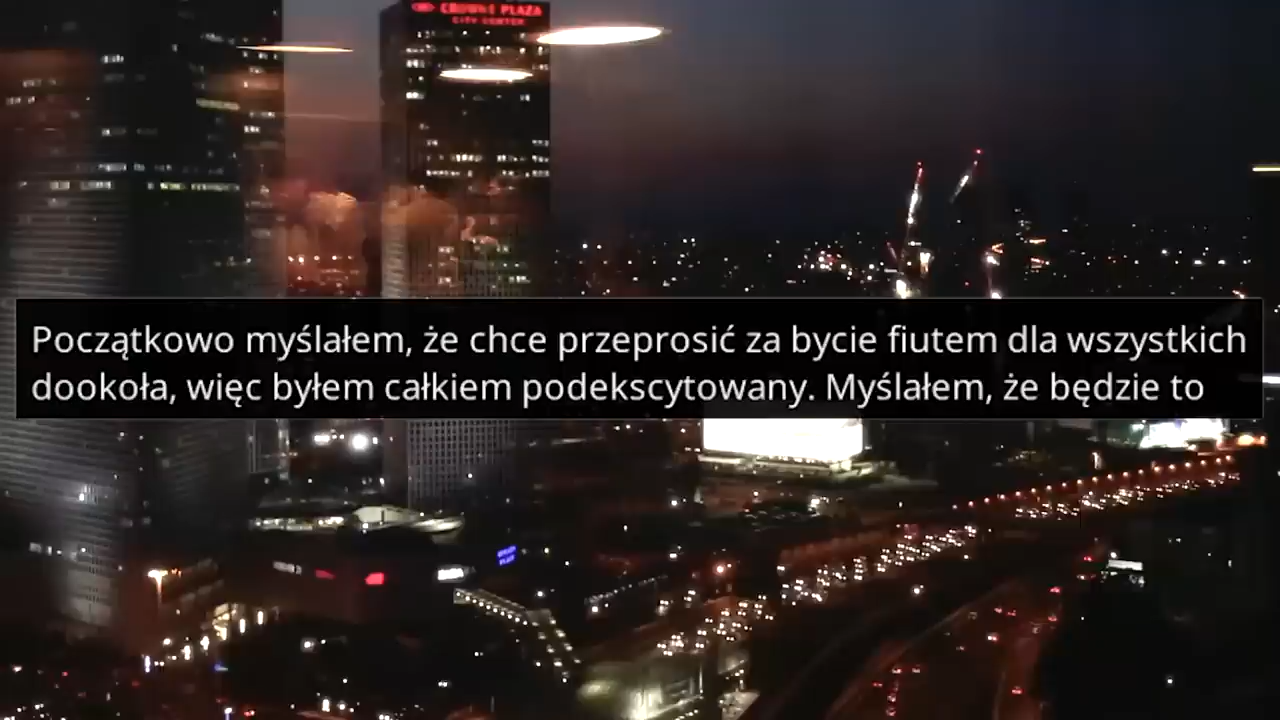 CROWNE PLAZA
CITY CENTER
Początkowo myślałem, że chce przeprosić za bycie fiutem dla wszystkich
dookoła, więc byłem całkiem podekscytowany. Myślałem, że będzie to